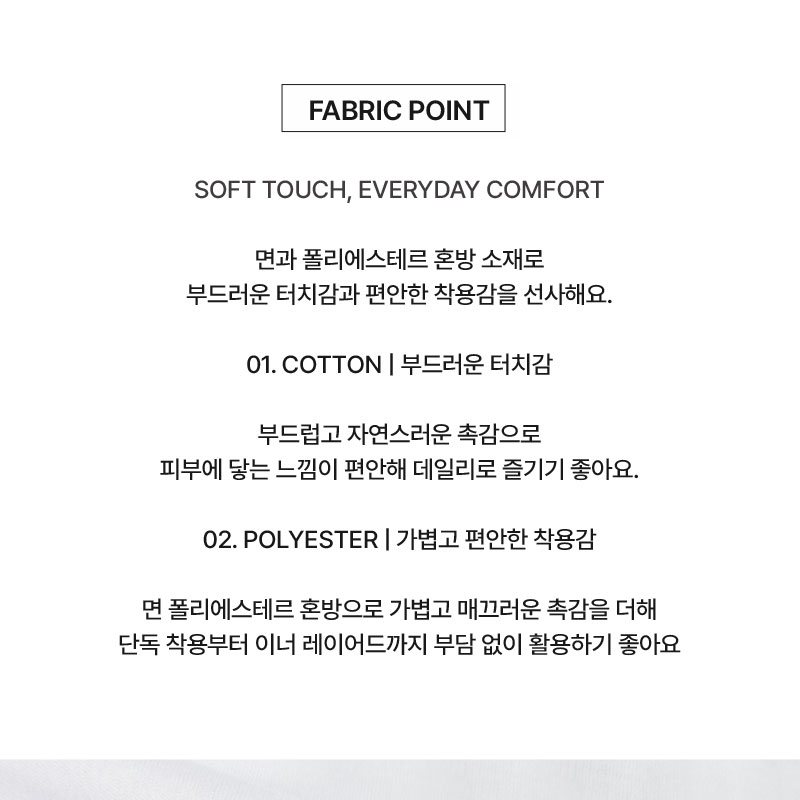 FABRIC POINT
SOFT TOUCH, EVERYDAY COMFORT
면과 폴리에스테르 혼방 소재로
부드러운 터치감과 편안한 착용감을 선사해요.
01. COTTON | 부드러운 터치감
부드럽고 자연스러운 촉감으로
피부에 닿는 느낌이 편안해 데일리로 즐기기 좋아요.
02. POLYESTER | 가볍고 편안한 착용감
면 폴리에스테르 혼방으로 가볍고 매끄러운 촉감을 더해
단독 착용부터 이너 레이어드까지 부담 없이 활용하기 좋아요